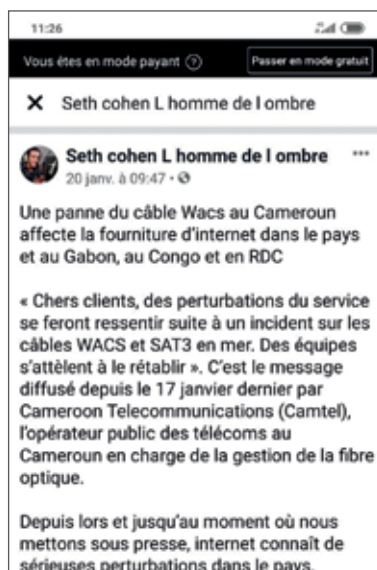 11:26
Vous êtes en mode payant ? Passer en mode gratuit
X Seth cohen L homme de l ombre
Seth cohen L homme de l ombre ...
20 janv. à 09:47 •
Une panne du câble Wacs au Cameroun
affecte la fourniture d'internet dans le pays
et au Gabon, au Congo et en RDC
« Chers clients, des perturbations du service
se feront ressentir suite à un incident sur les
câbles WACS et SAT3 en mer. Des équipes
s'attèlent à le rétablir ». C'est le message
diffusé depuis le 17 janvier dernier par
Cameroon Telecommunications (Camtel),
l'opérateur public des télécoms au
Cameroun en charge de la gestion de la fibre
optique.
Depuis lors et jusqu'au moment où nous
mettons sous presse, internet connaît de
sérieuses perturbations dans le pays.